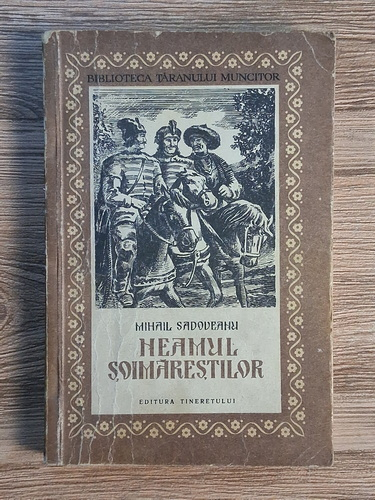 BIBLIOTECA ȚĂRANULUI MUNCITOR
MIHAIL SADOVEANU
NEAMUL
ȘOIMĂREȘTILOR
EDITURA TINERETULUI